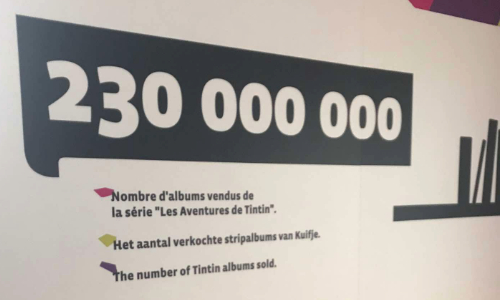 230 000 000
Nombre d'albums vendus de
la série "Les Aventures de Tintin".
Het aantal verkochte stripalbums van Kuifje.
The number of Tintin albums sold.